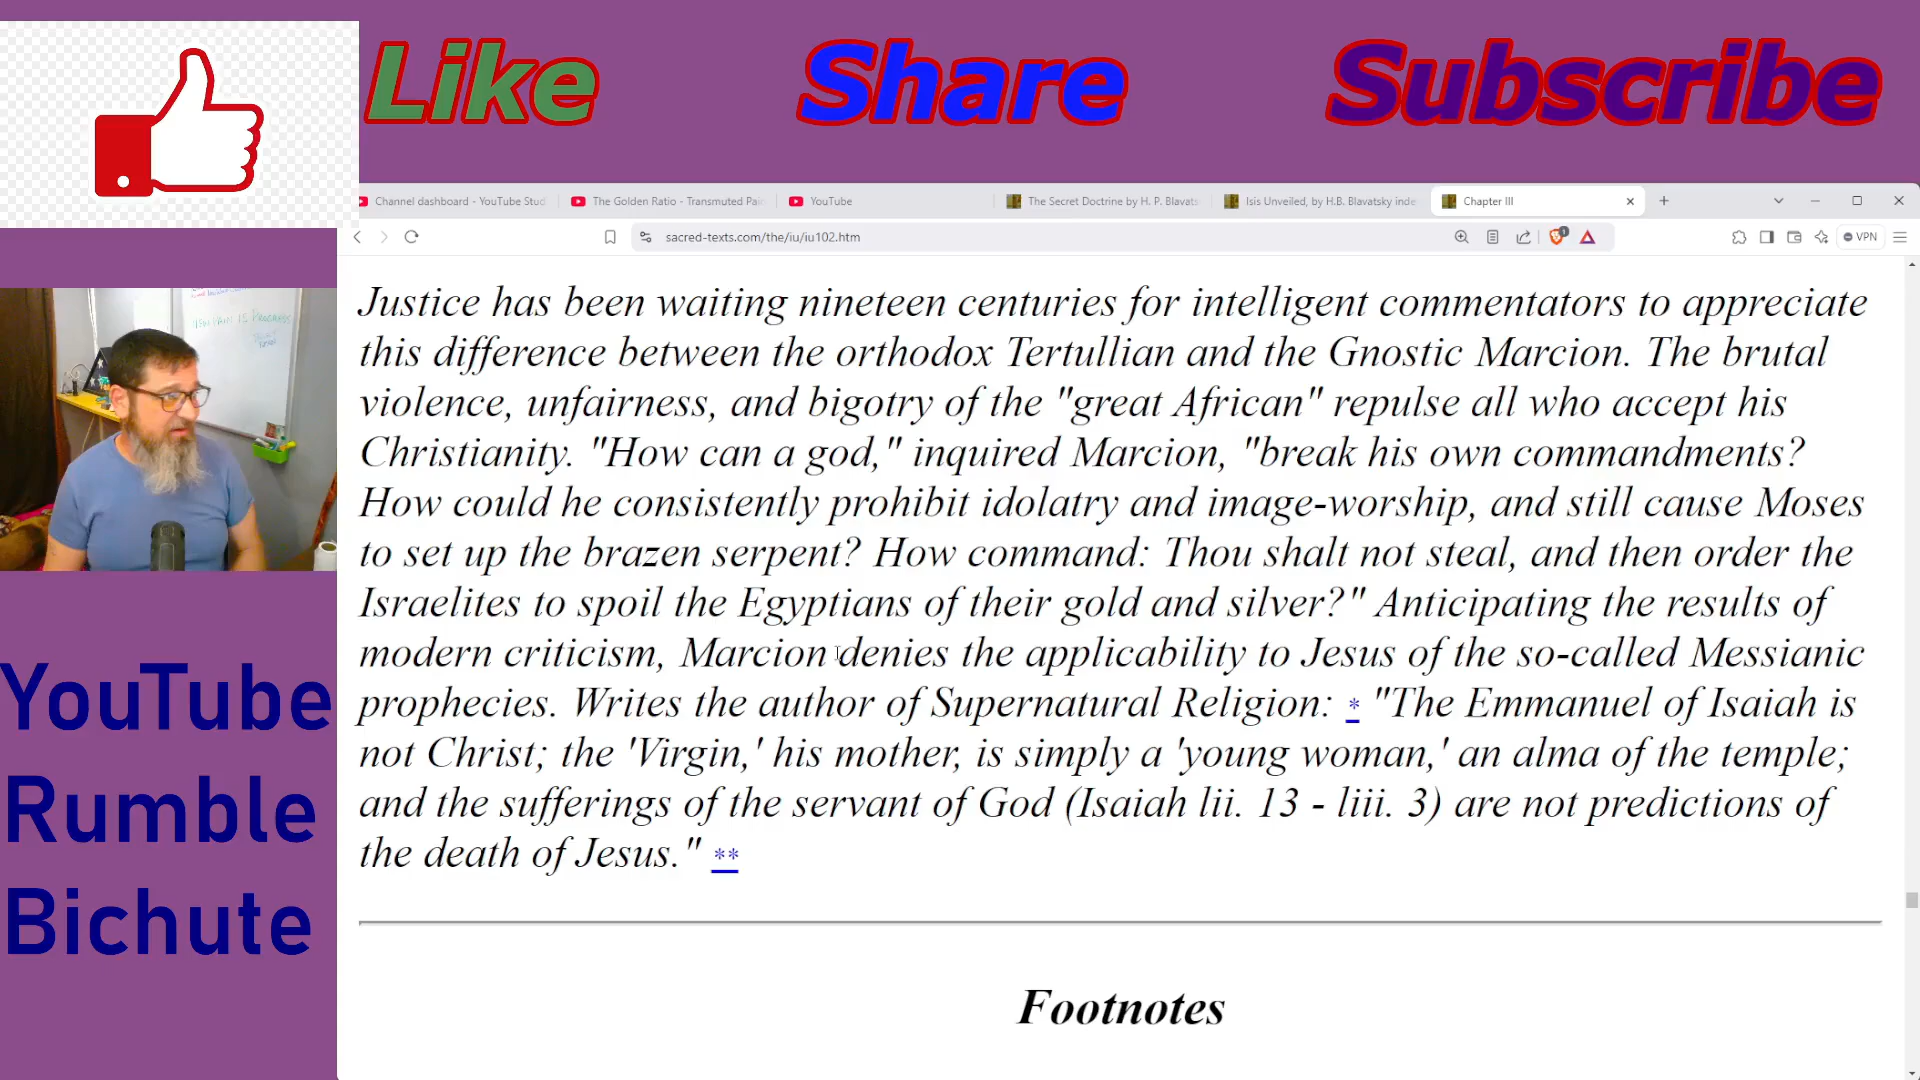 Like
Share
Subscribe
Channel dashboard - YouTube Stud
The Golden Ratio - Transmuted Pai
YouTube
The Secret Doctrine by H. P. Blavats
Isis Unveiled, by H.B. Blavatsky inde
Chapter III
sacred-texts.com/the/iu/iu102.htm
1
VPN
Justice has been waiting nineteen centuries for intelligent commentators to appreciate
this difference between the orthodox Tertullian and the Gnostic Marcion. The brutal
violence, unfairness, and bigotry of the "great African" repulse all who accept his
Christianity. "How can a god," inquired Marcion, "break his own commandments?
How could he consistently prohibit idolatry and image-worship, and still cause Moses
to set up the brazen serpent? How command: Thou shalt not steal, and then order the
Israelites to spoil the Egyptians of their gold and silver?" Anticipating the results of
modern criticism, Marcion denies the applicability to Jesus of the so-called Messianic
prophecies. Writes the author of Supernatural Religion: * "The Emmanuel of Isaiah is
not Christ; the 'Virgin,' his mother, is simply a 'young woman,' an alma of the temple;
and the sufferings of the servant of God (Isaiah lii. 13 - liii. 3) are not predictions of
the death of Jesus." **
Footnotes
YouTube
Rumble
Bichute